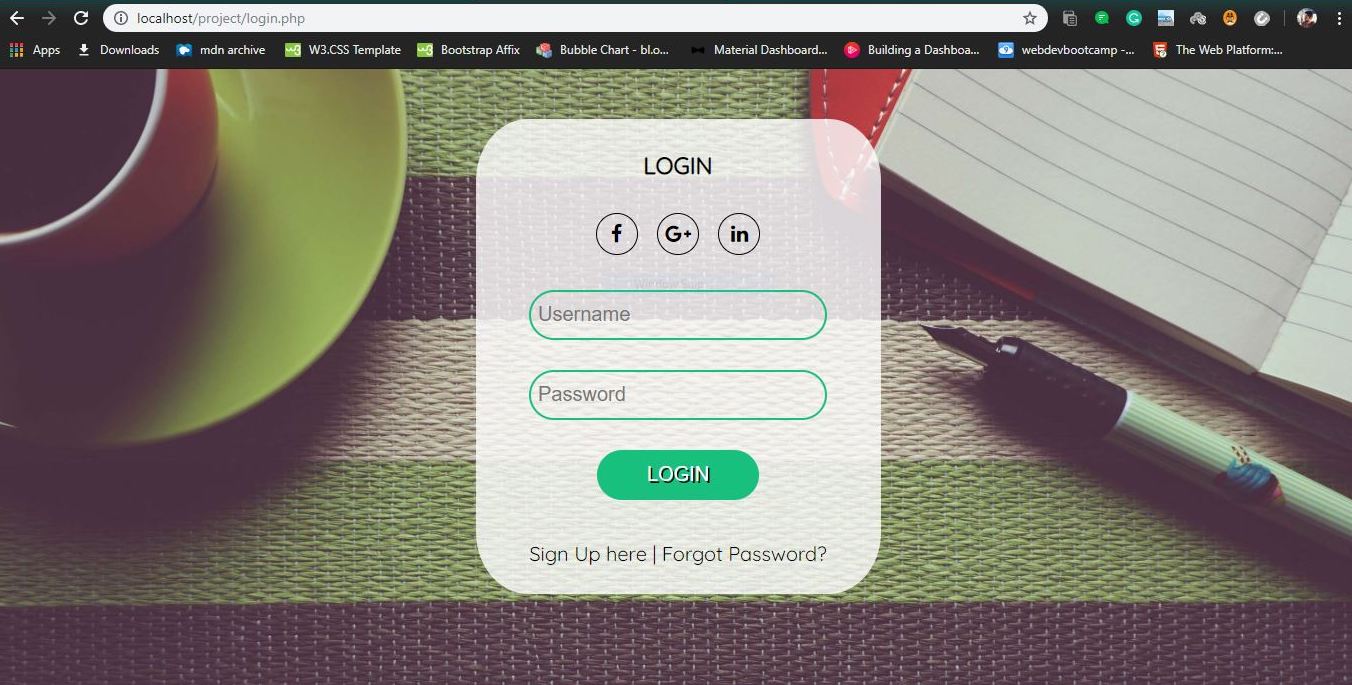 localhost/project/login.php
Apps Downloads mdn archive W3.CSS Template Bootstrap Affix Bubble Chart - bl.o... Material Dashboard... Building a Dashboa... webdevbootcamp -... The Web Platform:...
LOGIN
f G+ in
Username
Password
LOGIN
Sign Up here | Forgot Password?